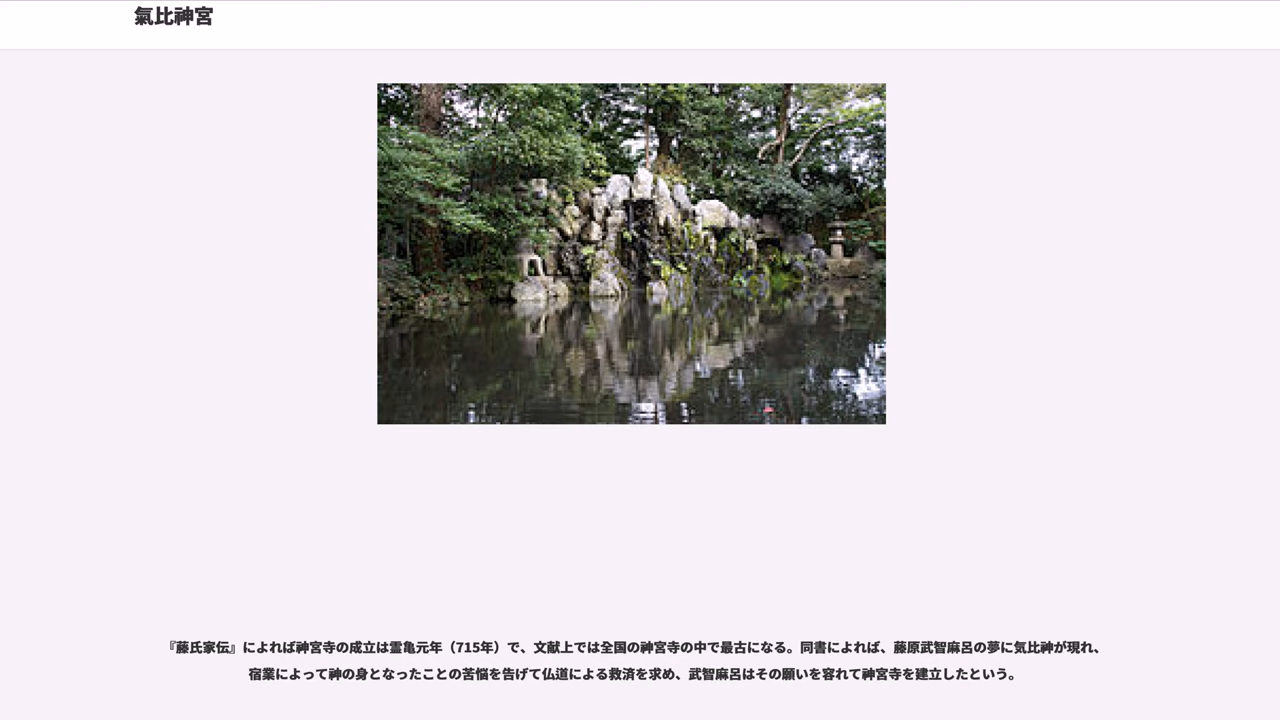 氣比神宮
『藤氏家伝』によれば神宮寺の成立は霊亀元年（715年）で、文献上では全国の神宮寺の中で最古になる。同書によれば、藤原武智麻呂の夢に気比神が現れ、
宿業によって神の身となったことの苦悩を告げて仏道による救済を求め、武智麻呂はその願いを容れて神宮寺を建立したという。